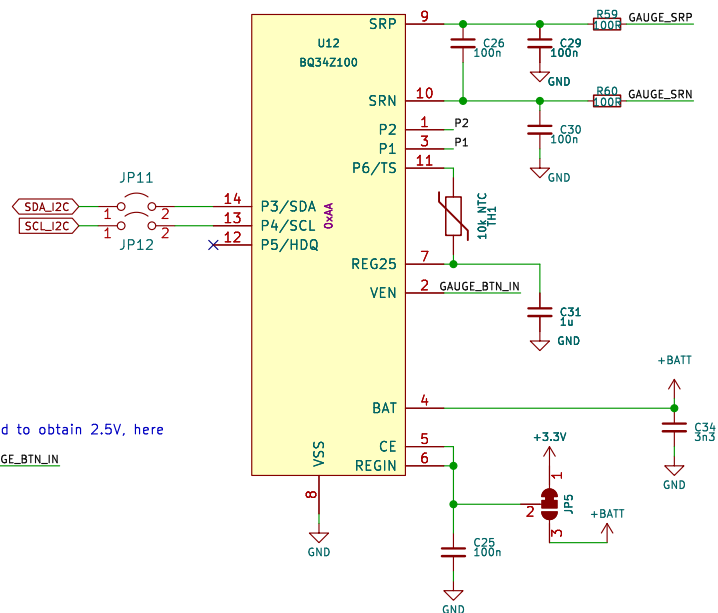 SRP
9
R59
100R
GAUGE_SRP
U12
BQ34Z100
C26
100n
C29
100n
GND
SRN
10
R60
100R
GAUGE_SRN
P2
1
P2
P1
3
P1
C30
100n
P6/TS
11
GND
JP11
SDA_I2C
1
2
14
P3/SDA
SCL_I2C
1
2
13
P4/SCL
JP12
12
P5/HDQ
0xAA
10k_NTC
TH1
REG25
7
VEN
2
GAUGE_BTN_IN
C31
1u
GND
+BATT
BAT
4
C34
3n3
GND
d to obtain 2.5V, here
GE_BTN_IN
CE
5
REGIN
6
VSS
8
GND
+3.3V
1
2
JP5
3
+BATT
C25
100n
GND